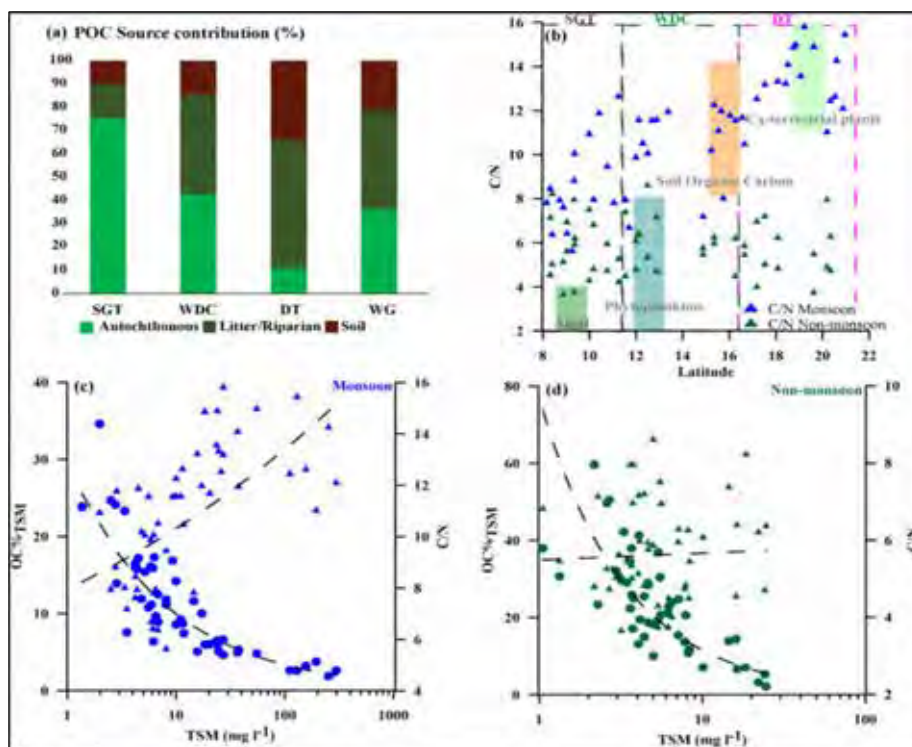 (a) POC Source contribution (%)
100
90
80
70
60
50
40
30
20
10
0
SGT WDC DT WG
Autochthonous Litter/Riparian Soil
(b)
SGT WDC DT
C/N
16
14
12
10
8
6
4
2
C3-terrestrial plants
Soil Organic Carbon
Phytoplankton
C/N Monsoon
C/N Non-monsoon
8 10 12 14 16 18 20 22
Latitude
(c) Monsoon
OC%TSM
40
30
20
10
0
C/N
16
14
12
10
8
6
4
1 10 100 1000
TSM (mg l-1)
(d) Non-monsoon
OC%TSM
80
60
40
20
0
C/N
10
8
6
4
2
1 10 100
TSM (mg l-1)